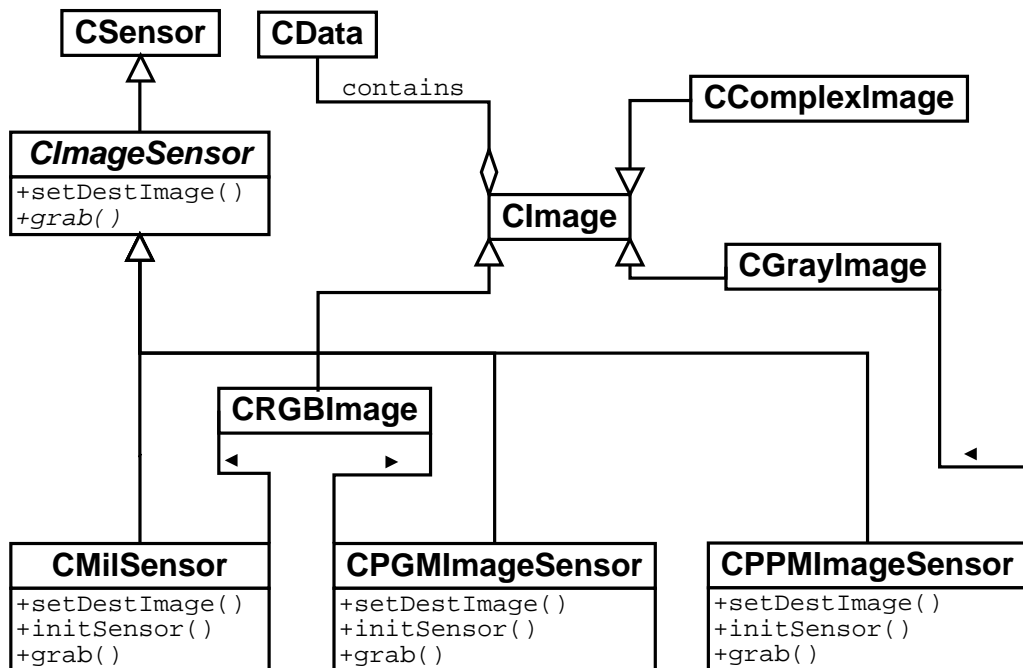 CSensor
CData
contains
CComplexImage
CImageSensor
+setDestImage()
+grab()
CImage
CGrayImage
CRGBImage
CMilSensor
+setDestImage()
+initSensor()
+grab()
CPGMImageSensor
+setDestImage()
+initSensor()
+grab()
CPPMImageSensor
+setDestImage()
+initSensor()
+grab()